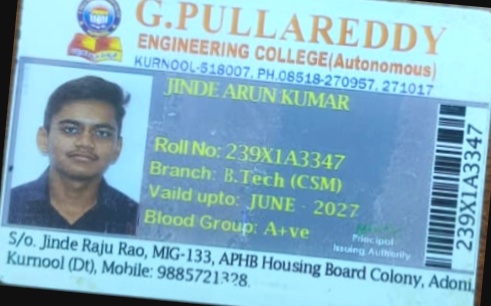 G.PULLAREDDY
ENGINEERING COLLEGE(Autonomous)
KURNOOL-518007, PH.08518-270957, 271017
JINDE ARUN KUMAR
Roll No: 239X1A3347
Branch: B.Tech (CSM)
Vaild upto: JUNE - 2027
Blood Group: A+ve
Principal
Issuing Authority
239X1A3347
S/o. Jinde Raju Rao, MIG-133, APHB Housing Board Colony, Adoni,
Kurnool (Dt), Mobile: 9885721328.